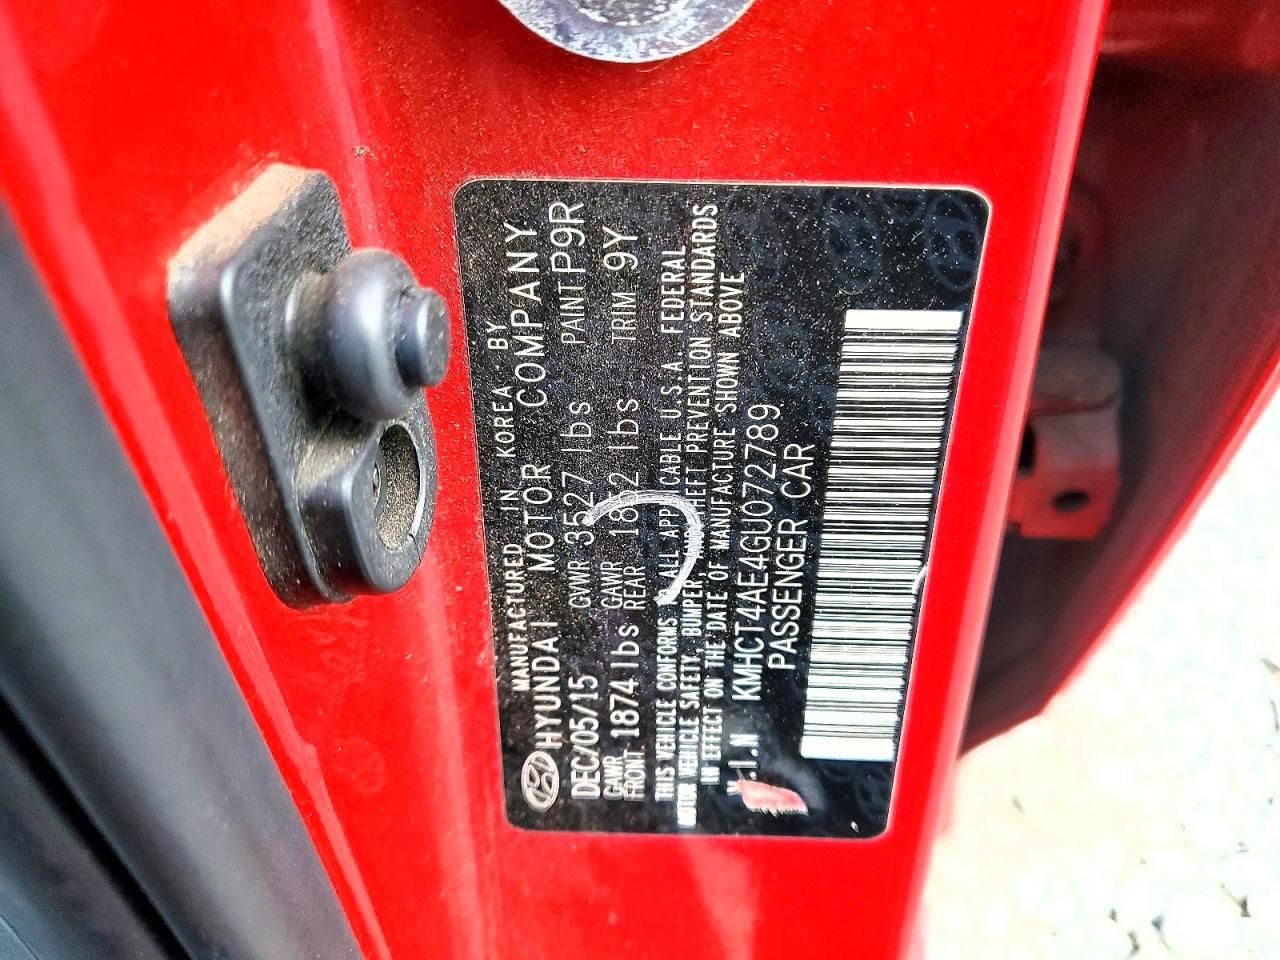 MANUFACTURED IN KOREA BY
HYUNDAI MOTOR COMPANY
DEC/05/15 GVWR 3527 lbs PAINT P9R
GAWR FRONT 1874 lbs GAWR REAR lbs TRIM 9Y
THIS VEHICLE CONFORMS ALL APPLICABLE U.S.A. FEDERAL
MOTOR VEHICLE SAFETY, BUMPER, THEFT PREVENTION STANDARDS
IN EFFECT ON THE DATE OF MANUFACTURE SHOWN ABOVE
V.I.N KMHCT4AE4GU072789
PASSENGER CAR